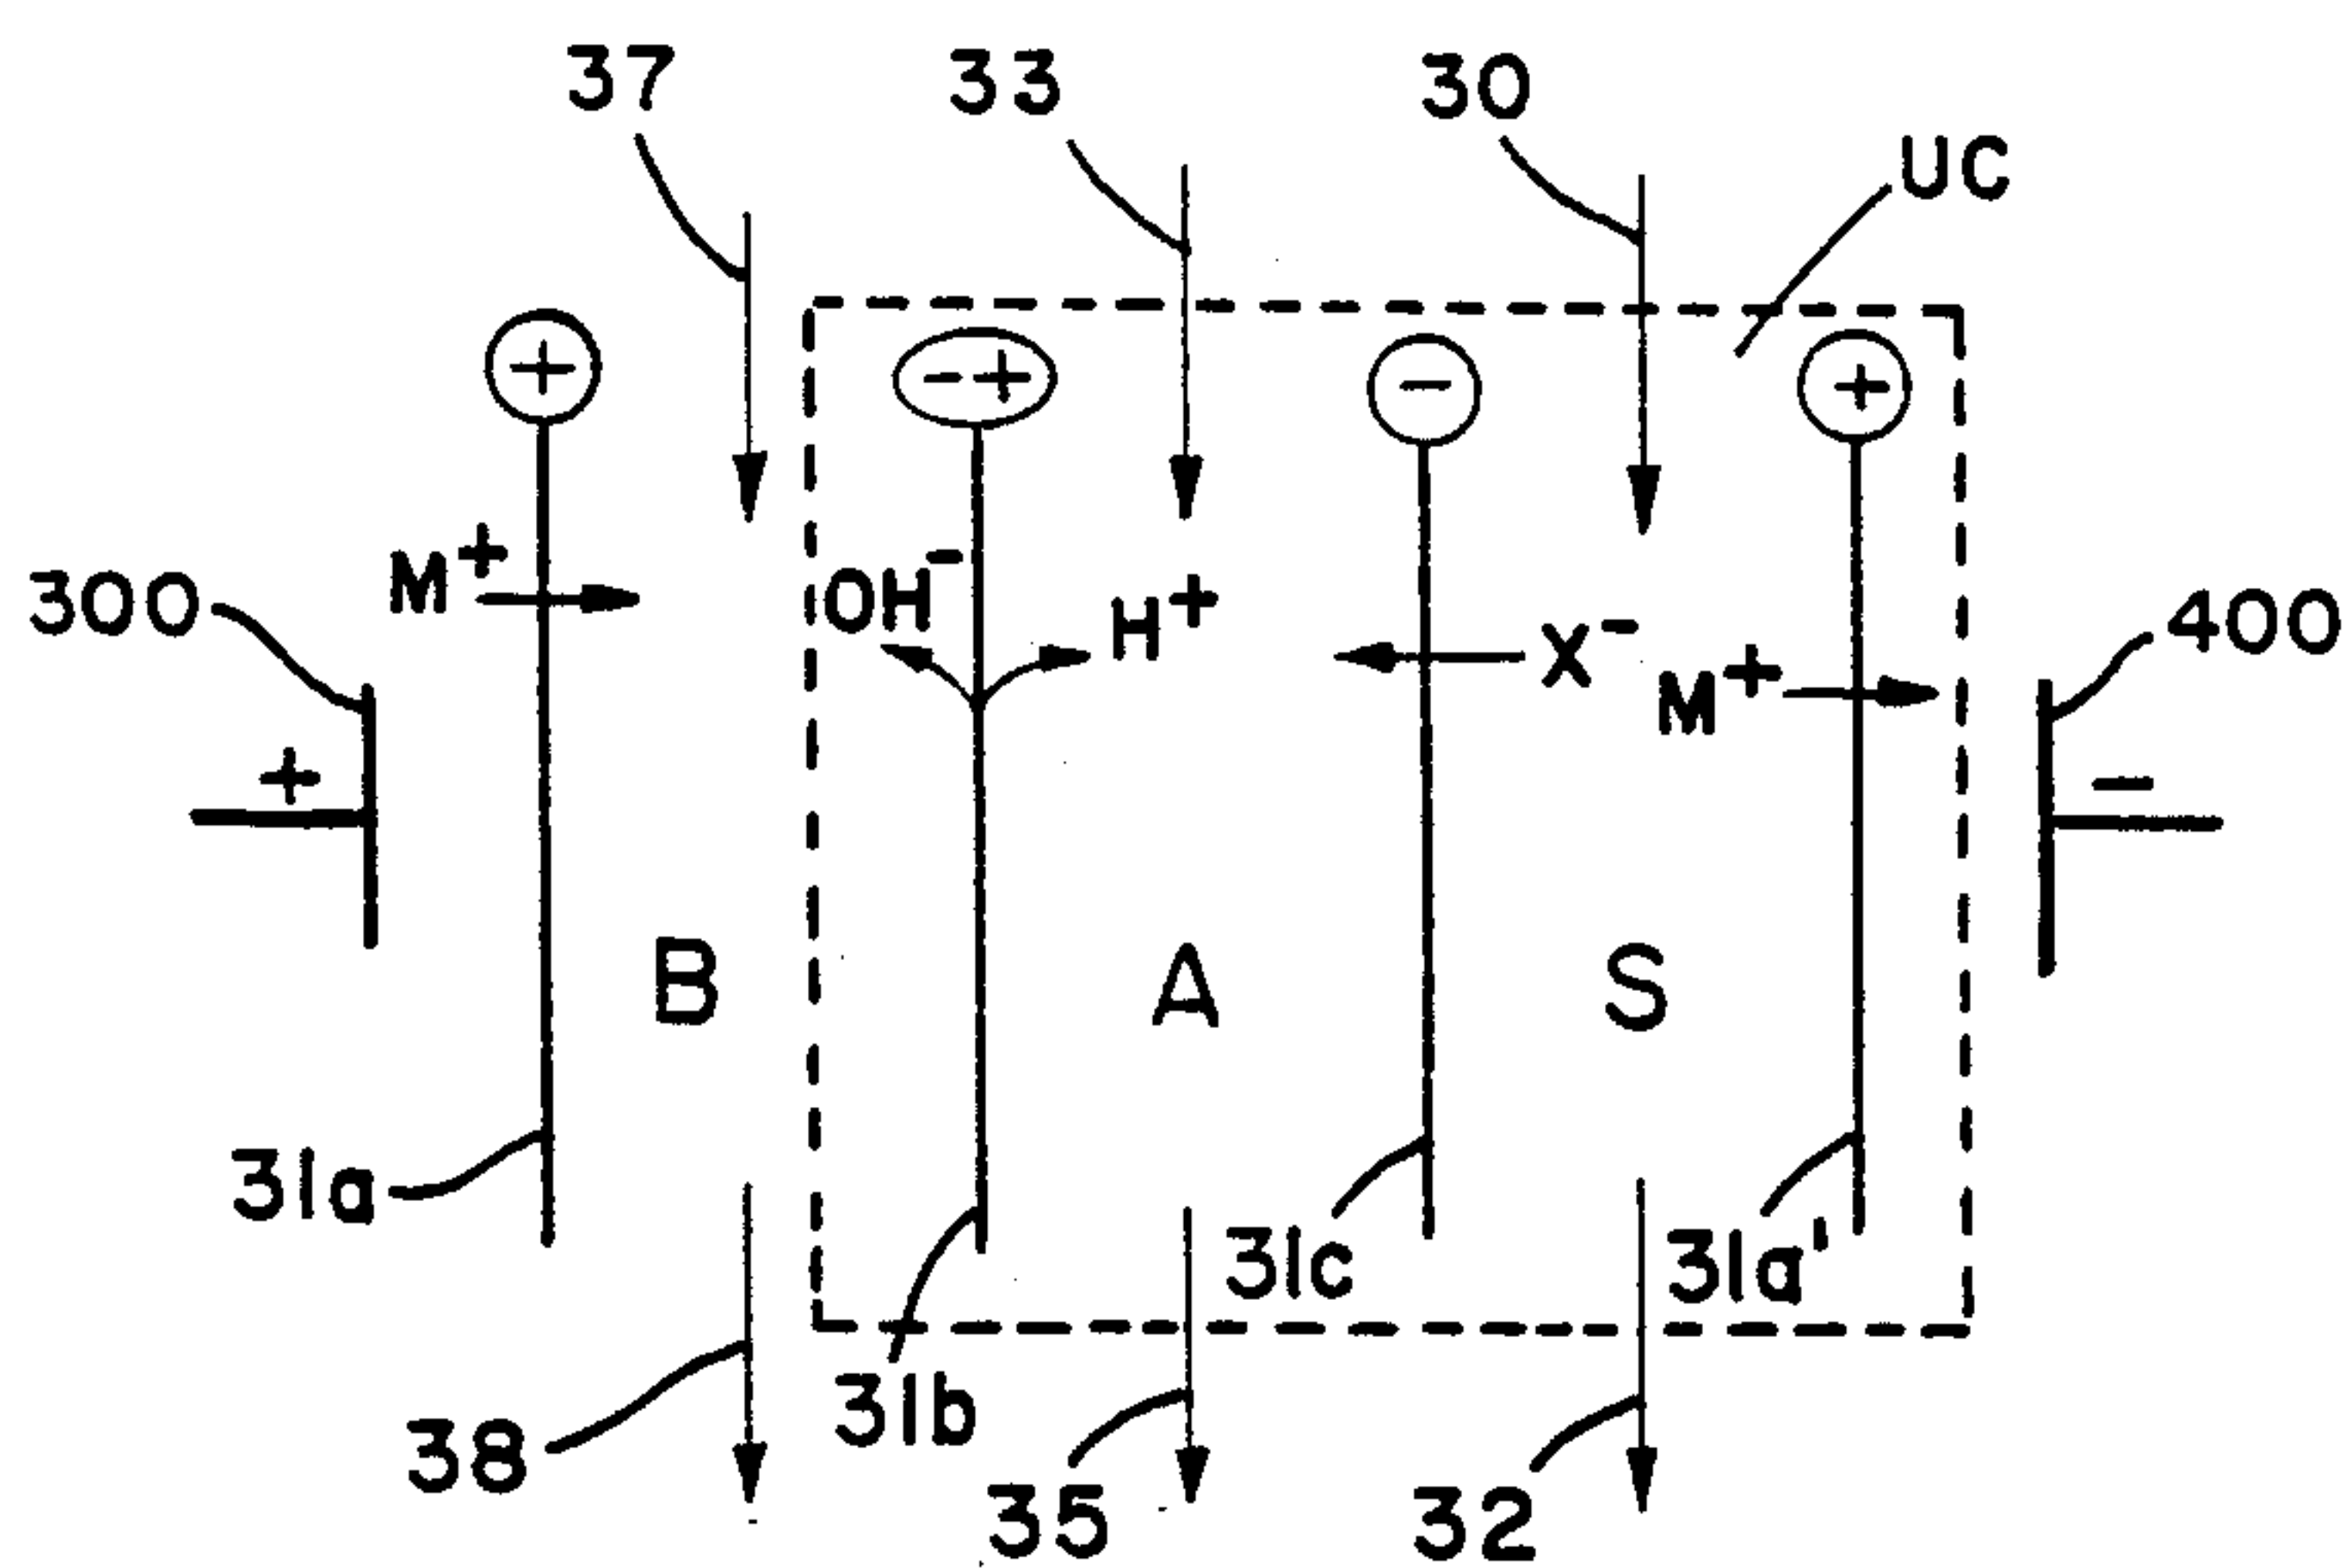 37
33
30
UC
+
-+
-
+
M+
OH-
H+
X-
M+
300
400
+
-
B
A
S
31a
31c
31a'
31b
38
35
32